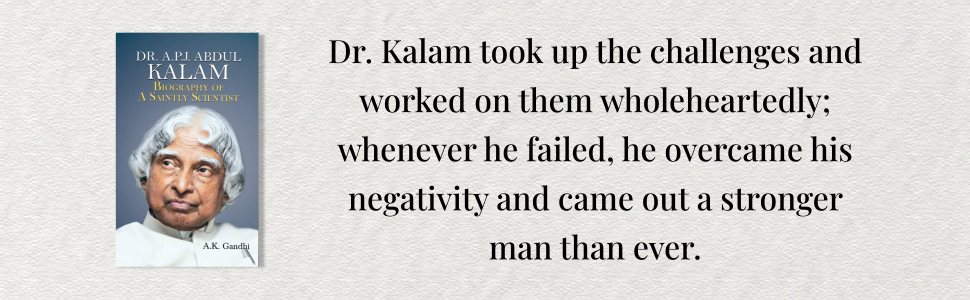 DR. A.P.J. ABDUL
KALAM
BIOGRAPHY OF
A SAINTLY SCIENTIST
A.K. Gandhi
Dr. Kalam took up the challenges and
worked on them wholeheartedly;
whenever he failed, he overcame his
negativity and came out a stronger
man than ever.